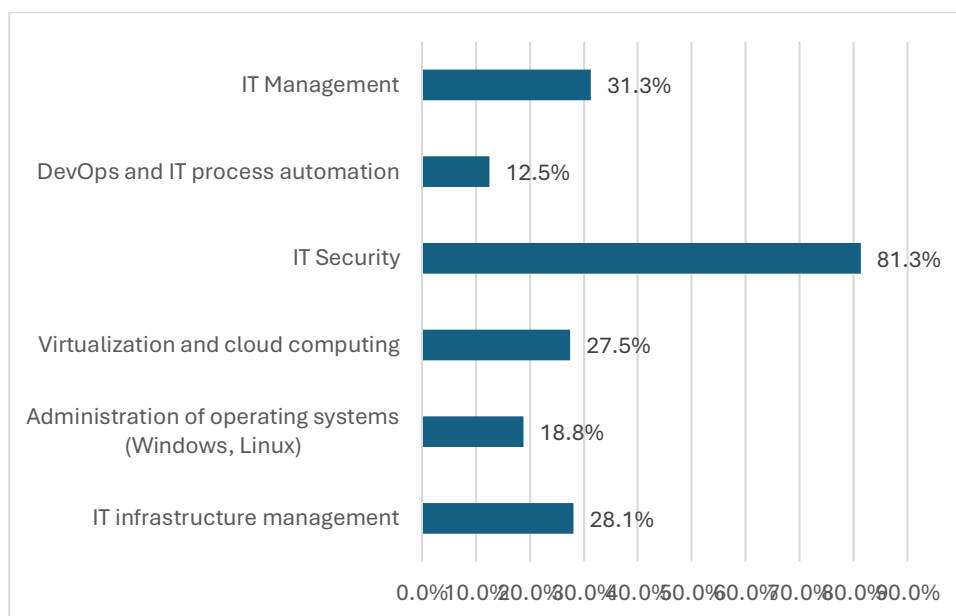 IT Management
31.3%
DevOps and IT process automation
12.5%
IT Security
81.3%
Virtualization and cloud computing
27.5%
Administration of operating systems
(Windows, Linux)
18.8%
IT infrastructure management
28.1%
0.0% 10.0% 20.0% 30.0% 40.0% 50.0% 60.0% 70.0% 80.0% 90.0%